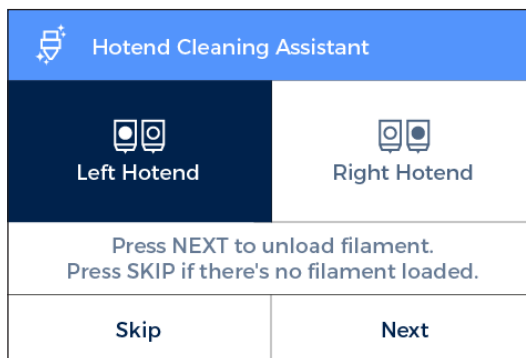 Hotend Cleaning Assistant
Left Hotend
Right Hotend
Press NEXT to unload filament.
Press SKIP if there's no filament loaded.
Skip
Next